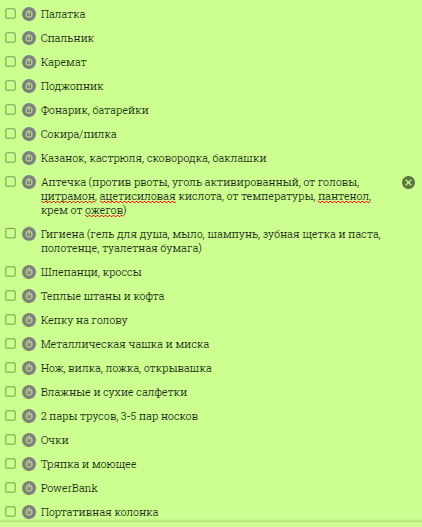 Палатка
Спальник
Каремат
Поджопник
Фонарик, батарейки
Сокира/пилка
Казанок, кастрюля, сковородка, баклашки
Аптечка (против рвоты, уголь активированный, от головы,
цитрамон, ацетисиловая кислота, от температуры, пантенол,
крем от ожегов)
Гигиена (гель для душа, мыло, шампунь, зубная щетка и паста,
полотенце, туалетная бумага)
Шлепанци, кроссы
Теплые штаны и кофта
Кепку на голову
Металлическая чашка и миска
Нож, вилка, ложка, открывашка
Влажные и сухие салфетки
2 пары трусов, 3-5 пар носков
Очки
Тряпка и моющее
PowerBank
Портативная колонка